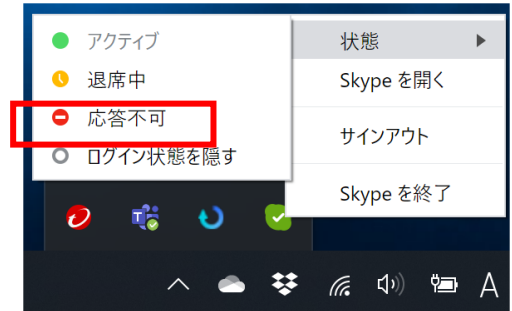 アクティブ
退席中
応答不可
ログイン状態を隠す
状態
Skype を開く
サインアウト
Skype を終了
A